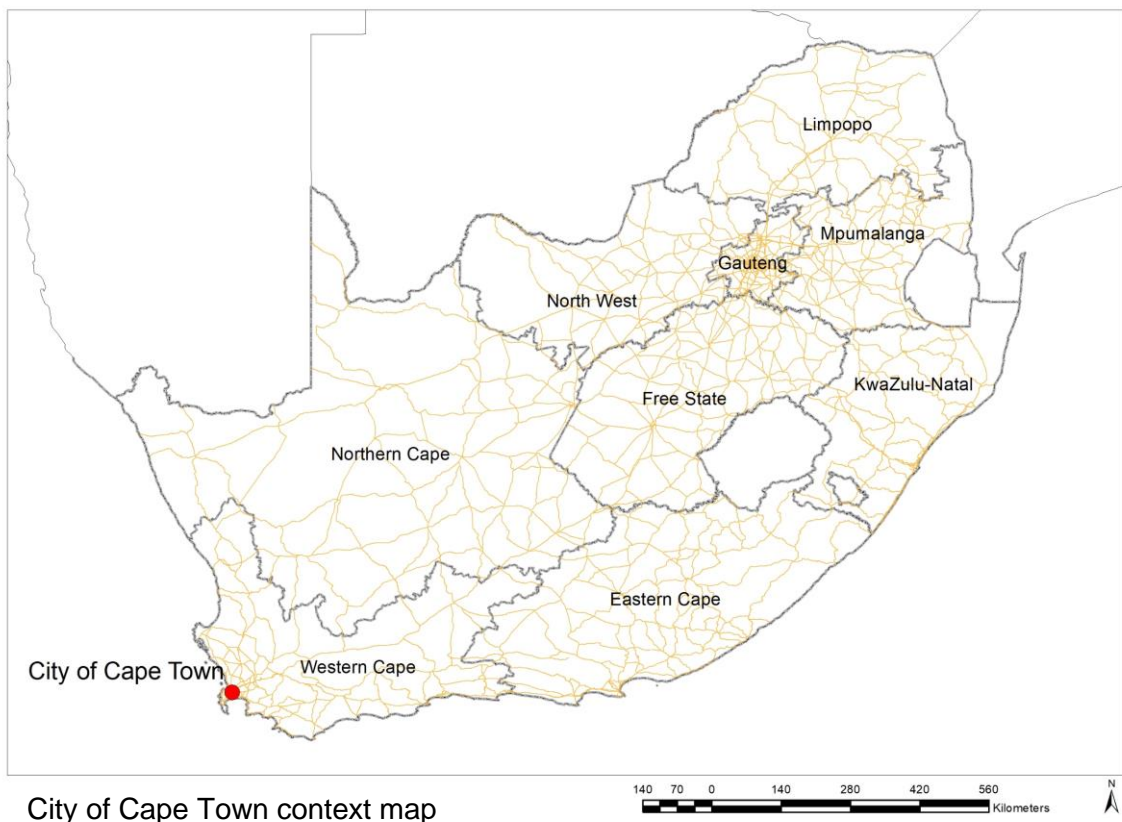 Limpopo
Mpumalanga
Gauteng
North West
KwaZulu-Natal
Free State
Northern Cape
Eastern Cape
Western Cape
City of Cape Town
City of Cape Town context map
140 70 0 140 280 420 560
Kilometers
N